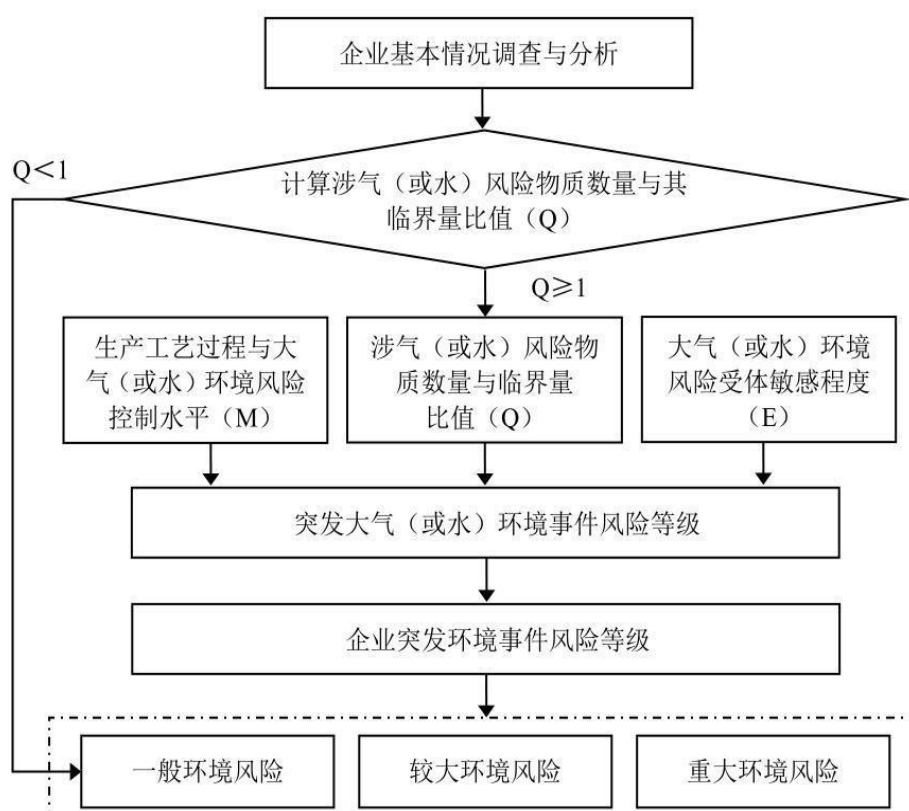 企业基本情况调查与分析
Q＜1
计算涉气（或水）风险物质数量与其
临界量比值（Q）
Q≥1
生产工艺过程与大
气（或水）环境风险
控制水平（M）
涉气（或水）风险物
质数量与临界量
比值（Q）
大气（或水）环境
风险受体敏感程度
（E）
突发大气（或水）环境事件风险等级
企业突发环境事件风险等级
一般环境风险
较大环境风险
重大环境风险